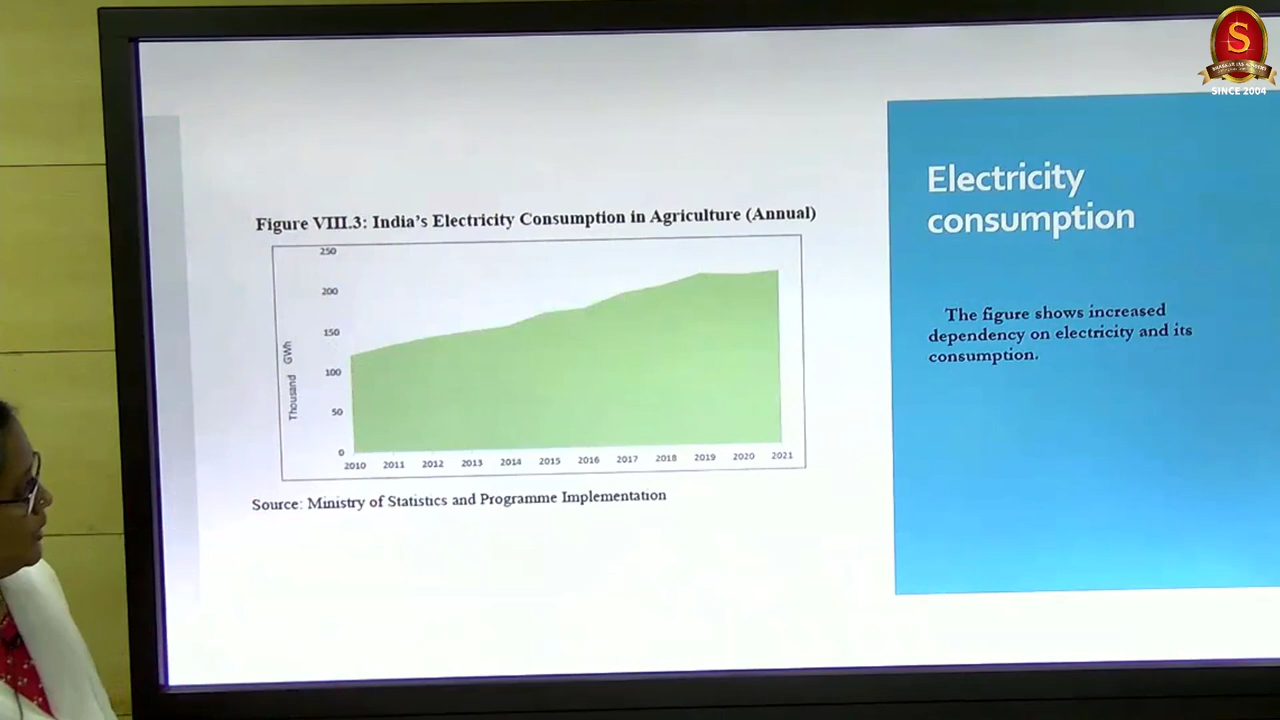 S
SINCE 2004
Electricity
consumption
The figure shows increased
dependency on electricity and its
consumption.
Figure VIII.3: India's Electricity Consumption in Agriculture (Annual)
Thousand GWh
250
200
150
100
50
0
2010 2011 2012 2013 2014 2015 2016 2017 2018 2019 2020 2021
Source: Ministry of Statistics and Programme Implementation